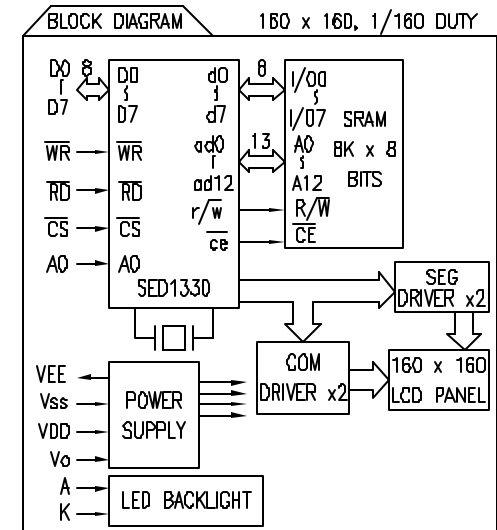 BLOCK DIAGRAM
160 x 160, 1/160 DUTY
D0 8
D7
WR
RD
CS
A0
D0
D7
WR
RD
CS
A0
d0
d7
ad0
ad12
r/w
ce
SED1330
8
13
I/O0
I/O7
A0
A12
R/W
CE
SRAM
8K x 8
BITS
SEG
DRIVER x2
COM
DRIVER x2
160 x 160
LCD PANEL
VEE
Vss
VDD
Vo
POWER
SUPPLY
A
K
LED BACKLIGHT